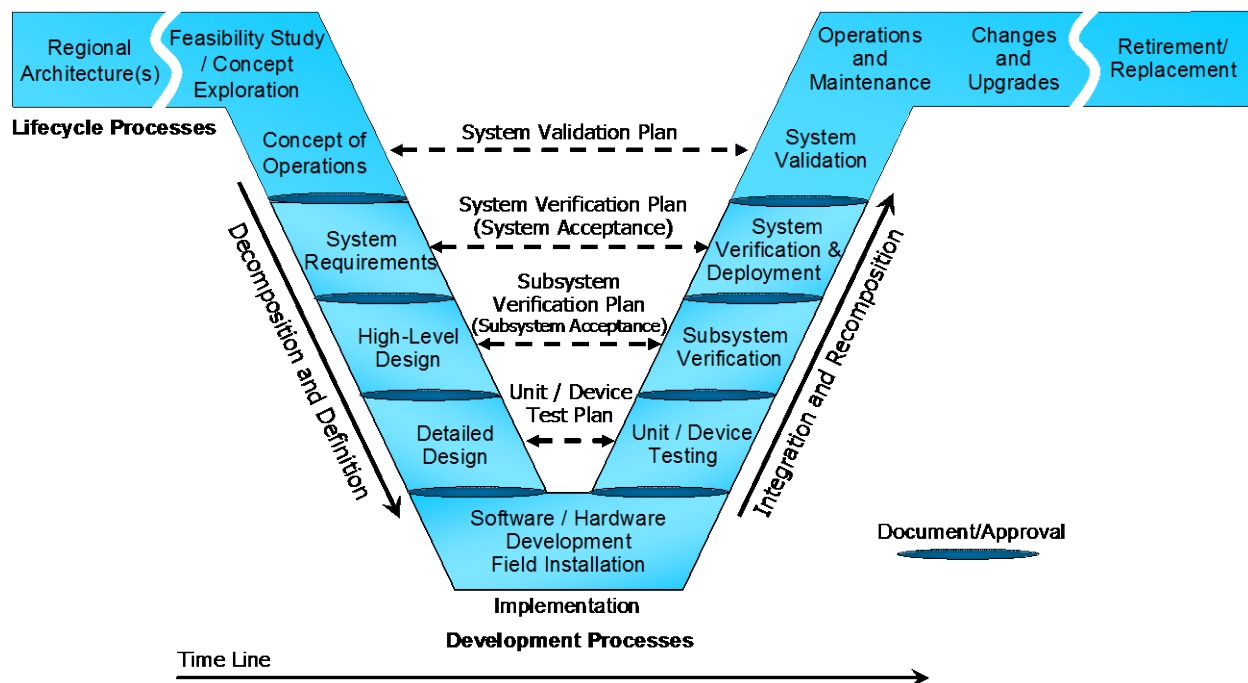 Regional
Architecture(s)
Feasibility Study
/ Concept
Exploration
Operations
and
Maintenance
Changes
and
Upgrades
Retirement/
Replacement
Lifecycle Processes
Concept of
Operations
System Validation Plan
System
Validation
System Verification Plan
(System Acceptance)
System
Requirements
System
Verification &
Deployment
Subsystem
Verification Plan
(Subsystem Acceptance)
High-Level
Design
Subsystem
Verification
Unit / Device
Test Plan
Detailed
Design
Unit / Device
Testing
Decomposition and Definition
Integration and Recomposition
Software / Hardware
Development
Field Installation
Document/Approval
Implementation
Development Processes
Time Line